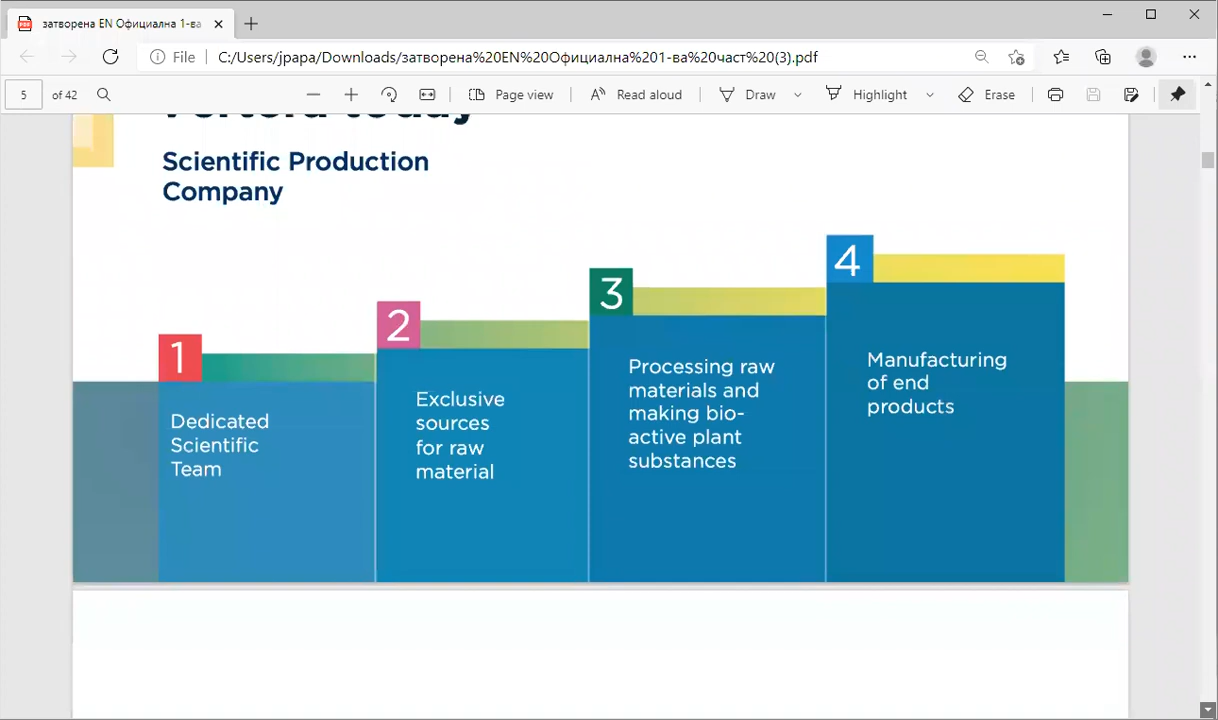 затворена EN Официална 1-ва
File
C:/Users/jpapa/Downloads/затворена%20EN%20Официална%201-ва%20част%20(3).pdf
5 of 42
Page view
Read aloud
Draw
Highlight
Erase
today
Scientific Production
Company
1
Dedicated
Scientific
Team
2
Exclusive
sources
for raw
material
3
Processing raw
materials and
making bio-
active plant
substances
4
Manufacturing
of end
products